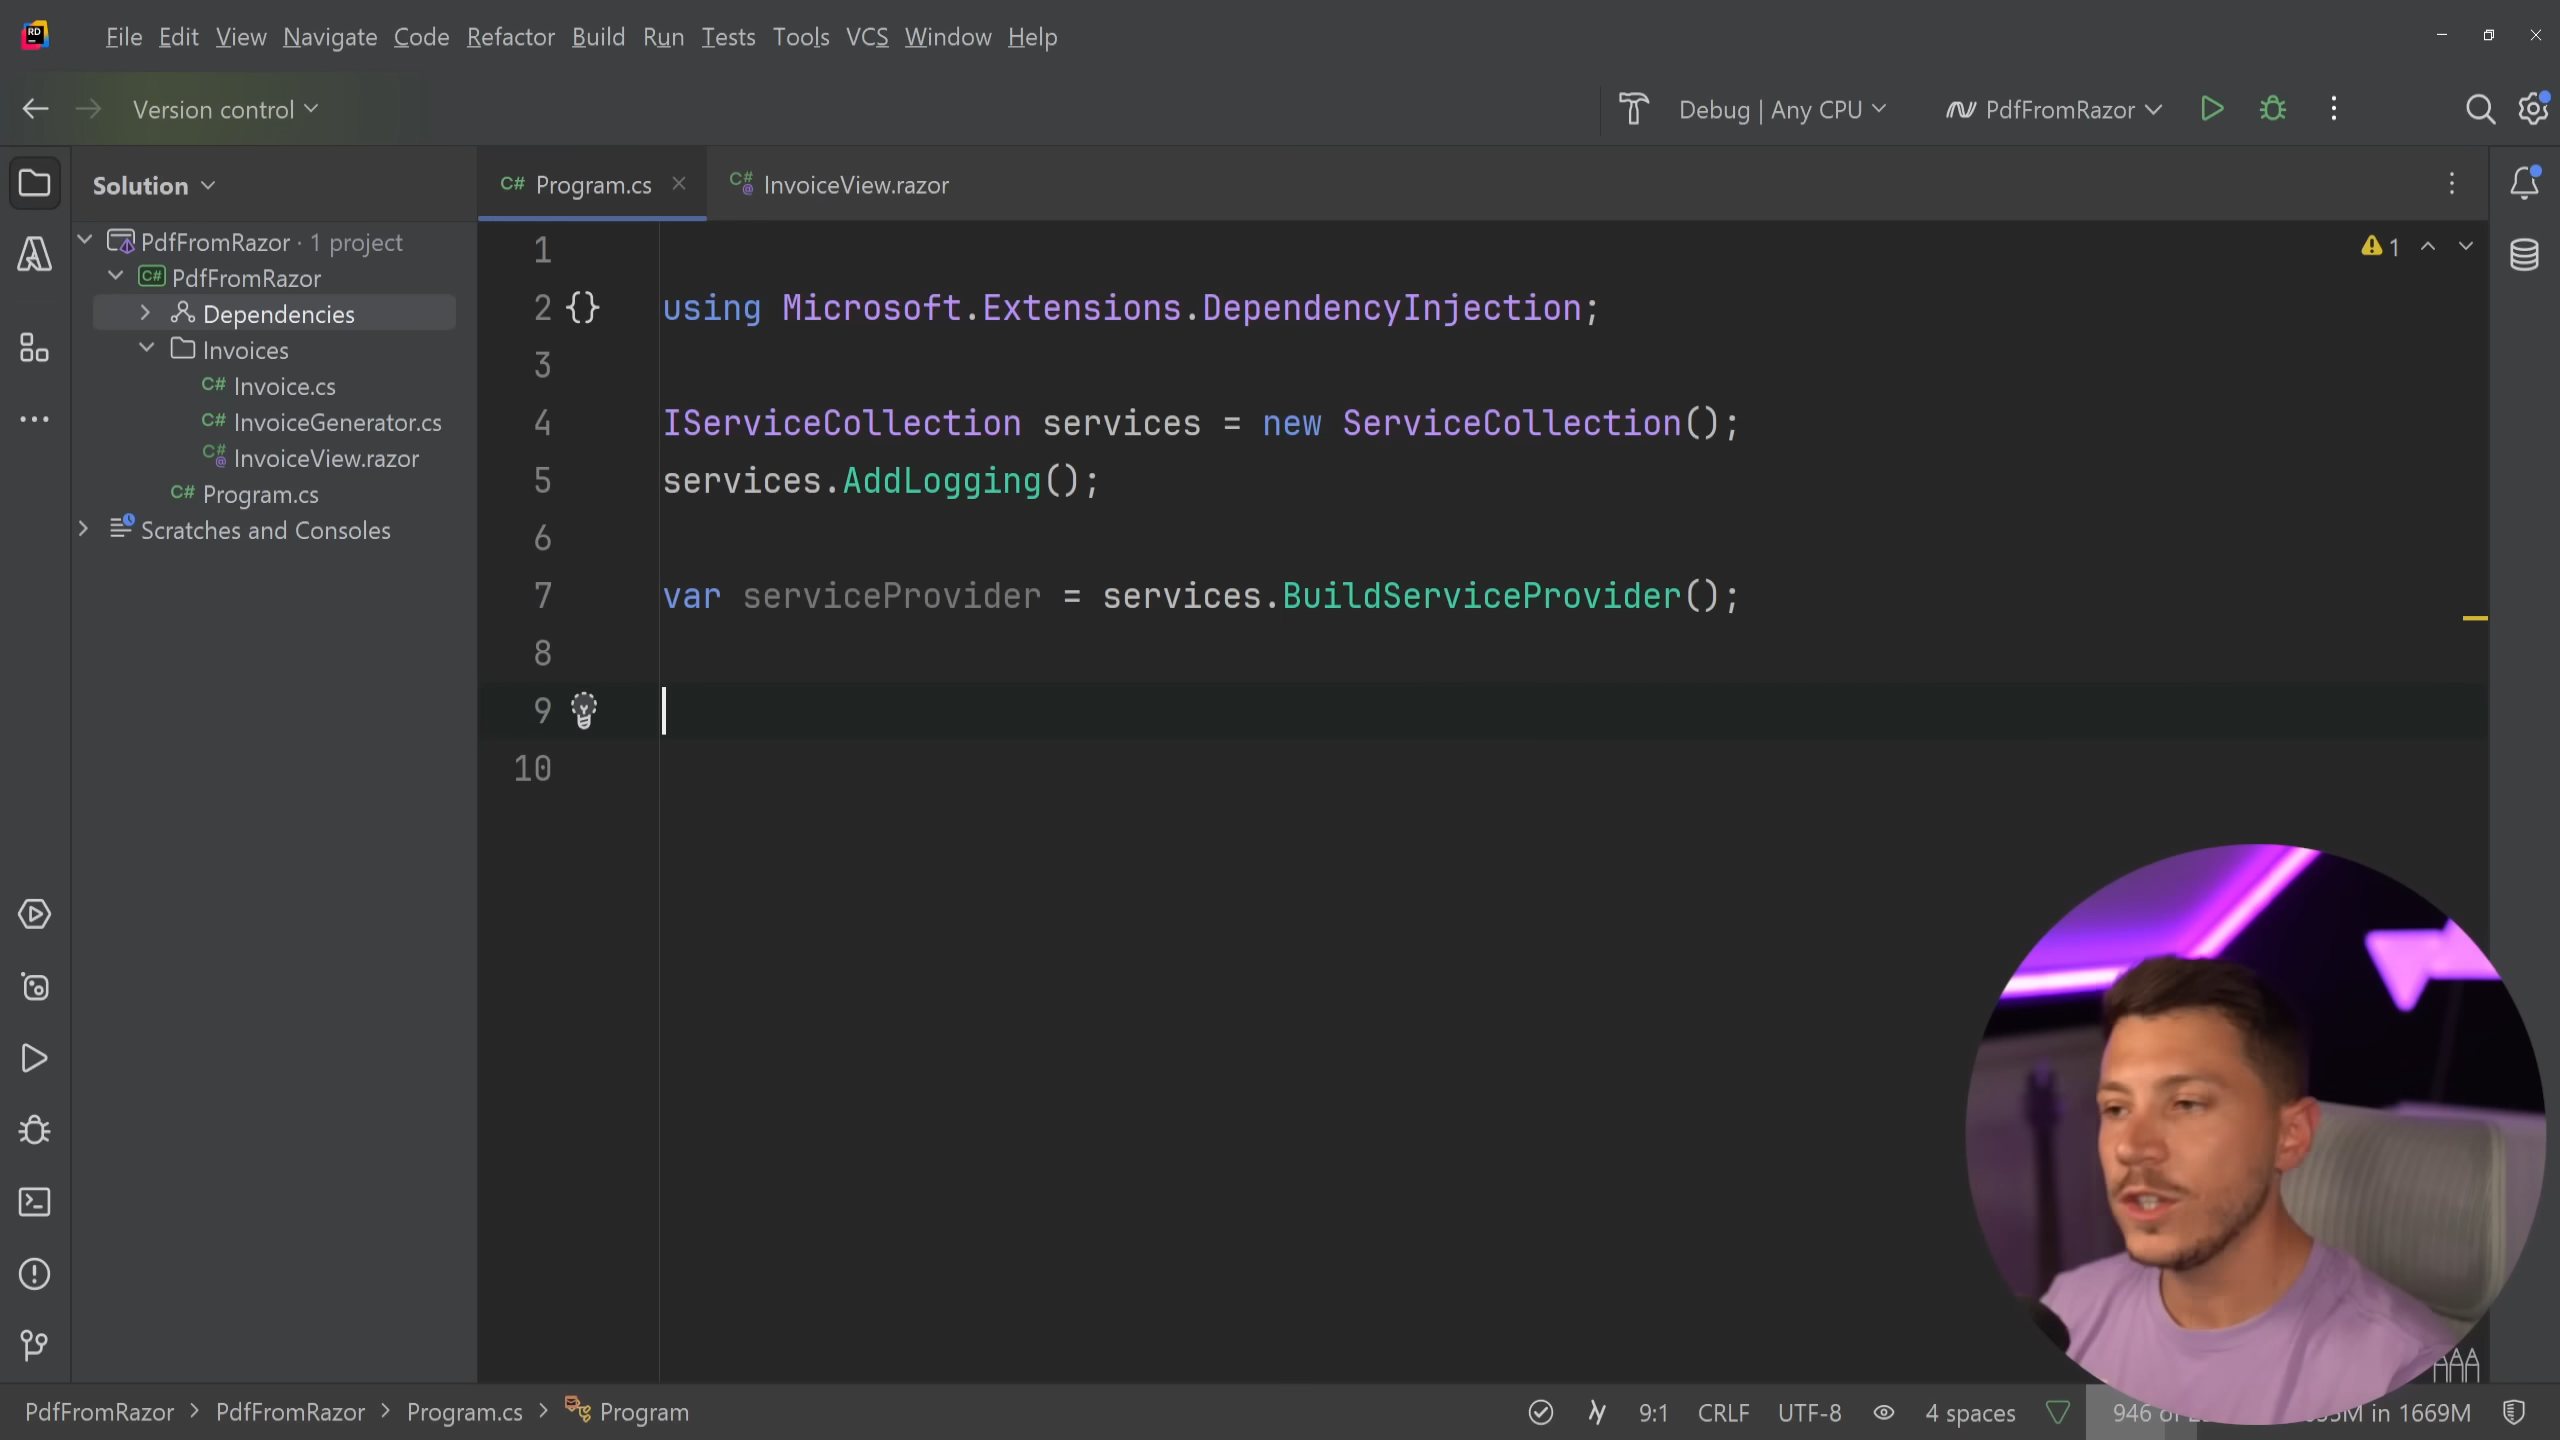 RD
File Edit View Navigate Code Refactor Build Run Tests Tools VCS Window Help
Version control
Debug | Any CPU
PdfFromRazor
Solution
C# Program.cs
C# InvoiceView.razor
PdfFromRazor · 1 project
C# PdfFromRazor
Dependencies
Invoices
C# Invoice.cs
C# InvoiceGenerator.cs
C# InvoiceView.razor
C# Program.cs
Scratches and Consoles
1
1
2 {} using Microsoft.Extensions.DependencyInjection;
3
4 IServiceCollection services = new ServiceCollection();
5 services.AddLogging();
6
7 var serviceProvider = services.BuildServiceProvider();
8
9
10
PdfFromRazor > PdfFromRazor > Program.cs > Program
9:1 CRLF UTF-8 4 spaces
946 of
M in 1669M